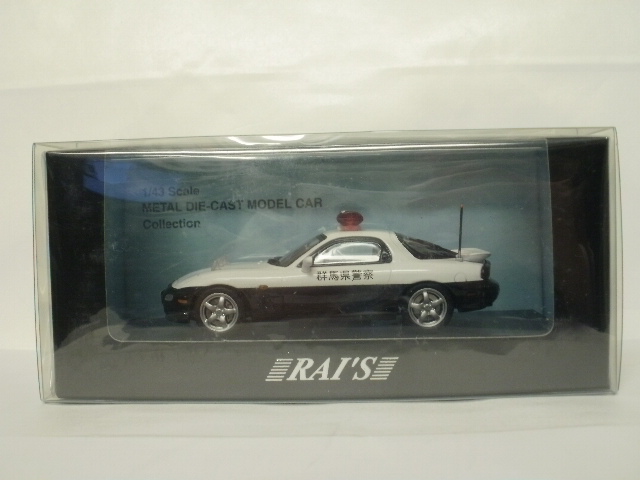 1/43 Scale
METAL DIE-CAST MODEL CAR
Collection
群馬県警察
RAI'S